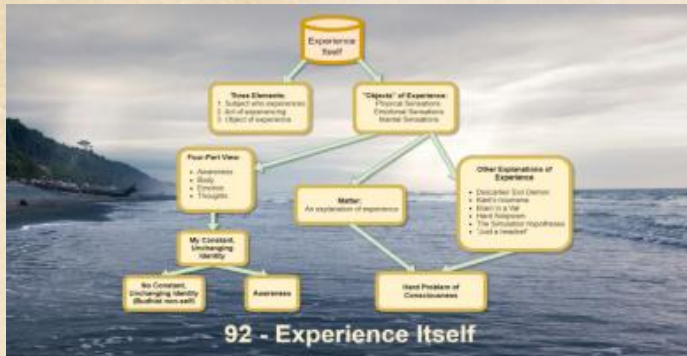 Experience
Itself
Three Elements:
1. Subject who experiences
2. Act of experiencing
3. Object of experience
"Objects" of Experience:
Physical Sensations
Emotional Sensations
Mental Sensations
Four-Part View:
• Awareness
• Body
• Emotion
• Thoughts
Matter:
An explanation of experience
Other Explanations of
Experience
• Descartes' Evil Demon
• Kant's Noumena
• Brain in a Vat
• Hard Solipsism
• The Simulation Hypothesis
• "Just a headset"
My Constant,
Unchanging
Identity
No Constant,
Unchanging Identity
(Buddhist non-self)
Awareness
Hard Problem of
Consciousness
92 - Experience Itself